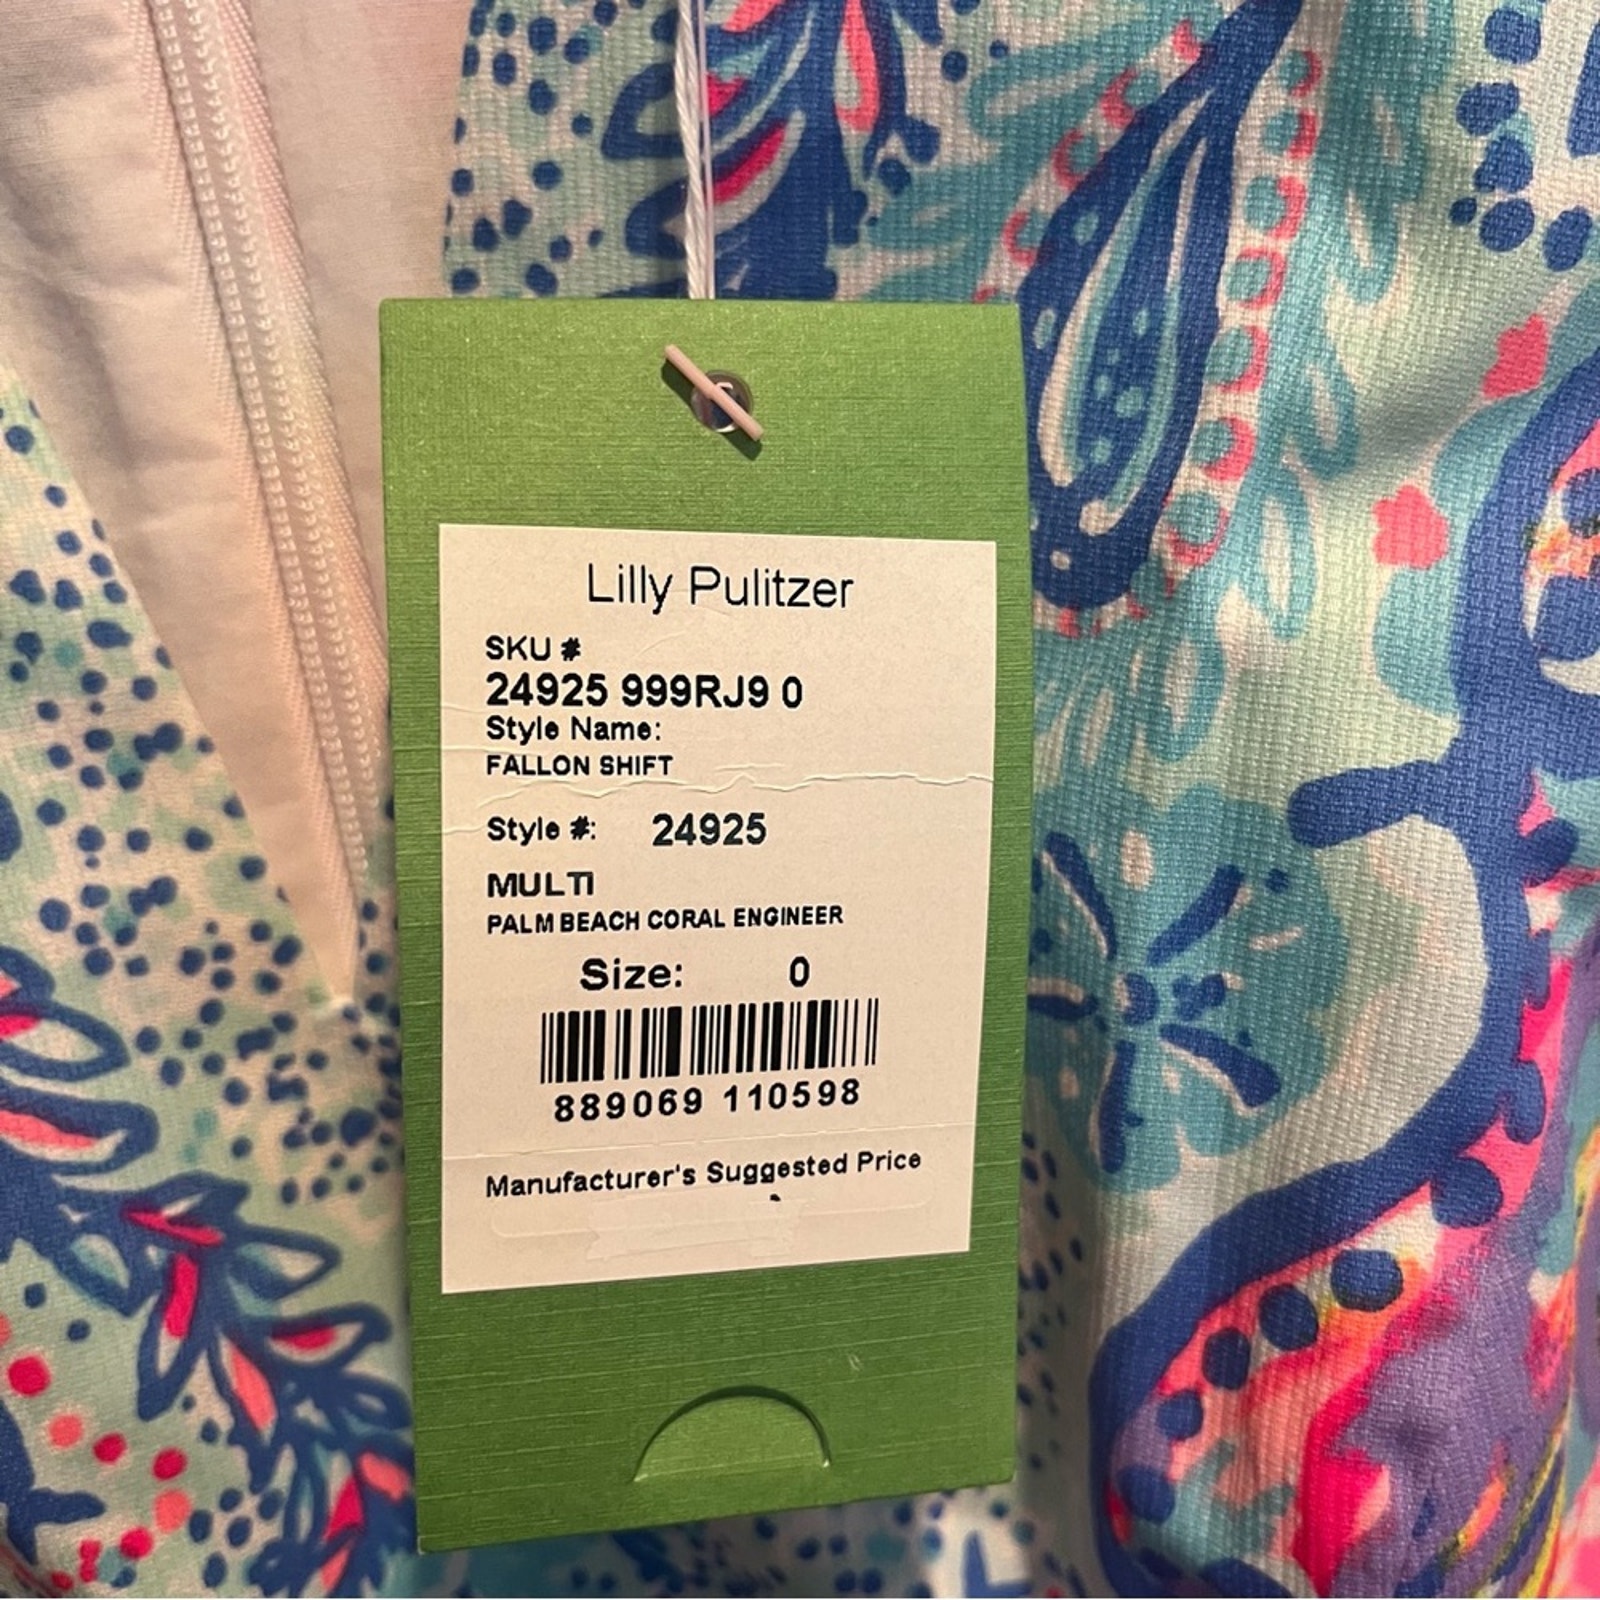 Lilly Pulitzer
SKU #
24925 999RJ9 0
Style Name:
FALLON SHIFT
Style #: 24925
MULTI
PALM BEACH CORAL ENGINEER
Size: 0
889069 110598
Manufacturer's Suggested Price